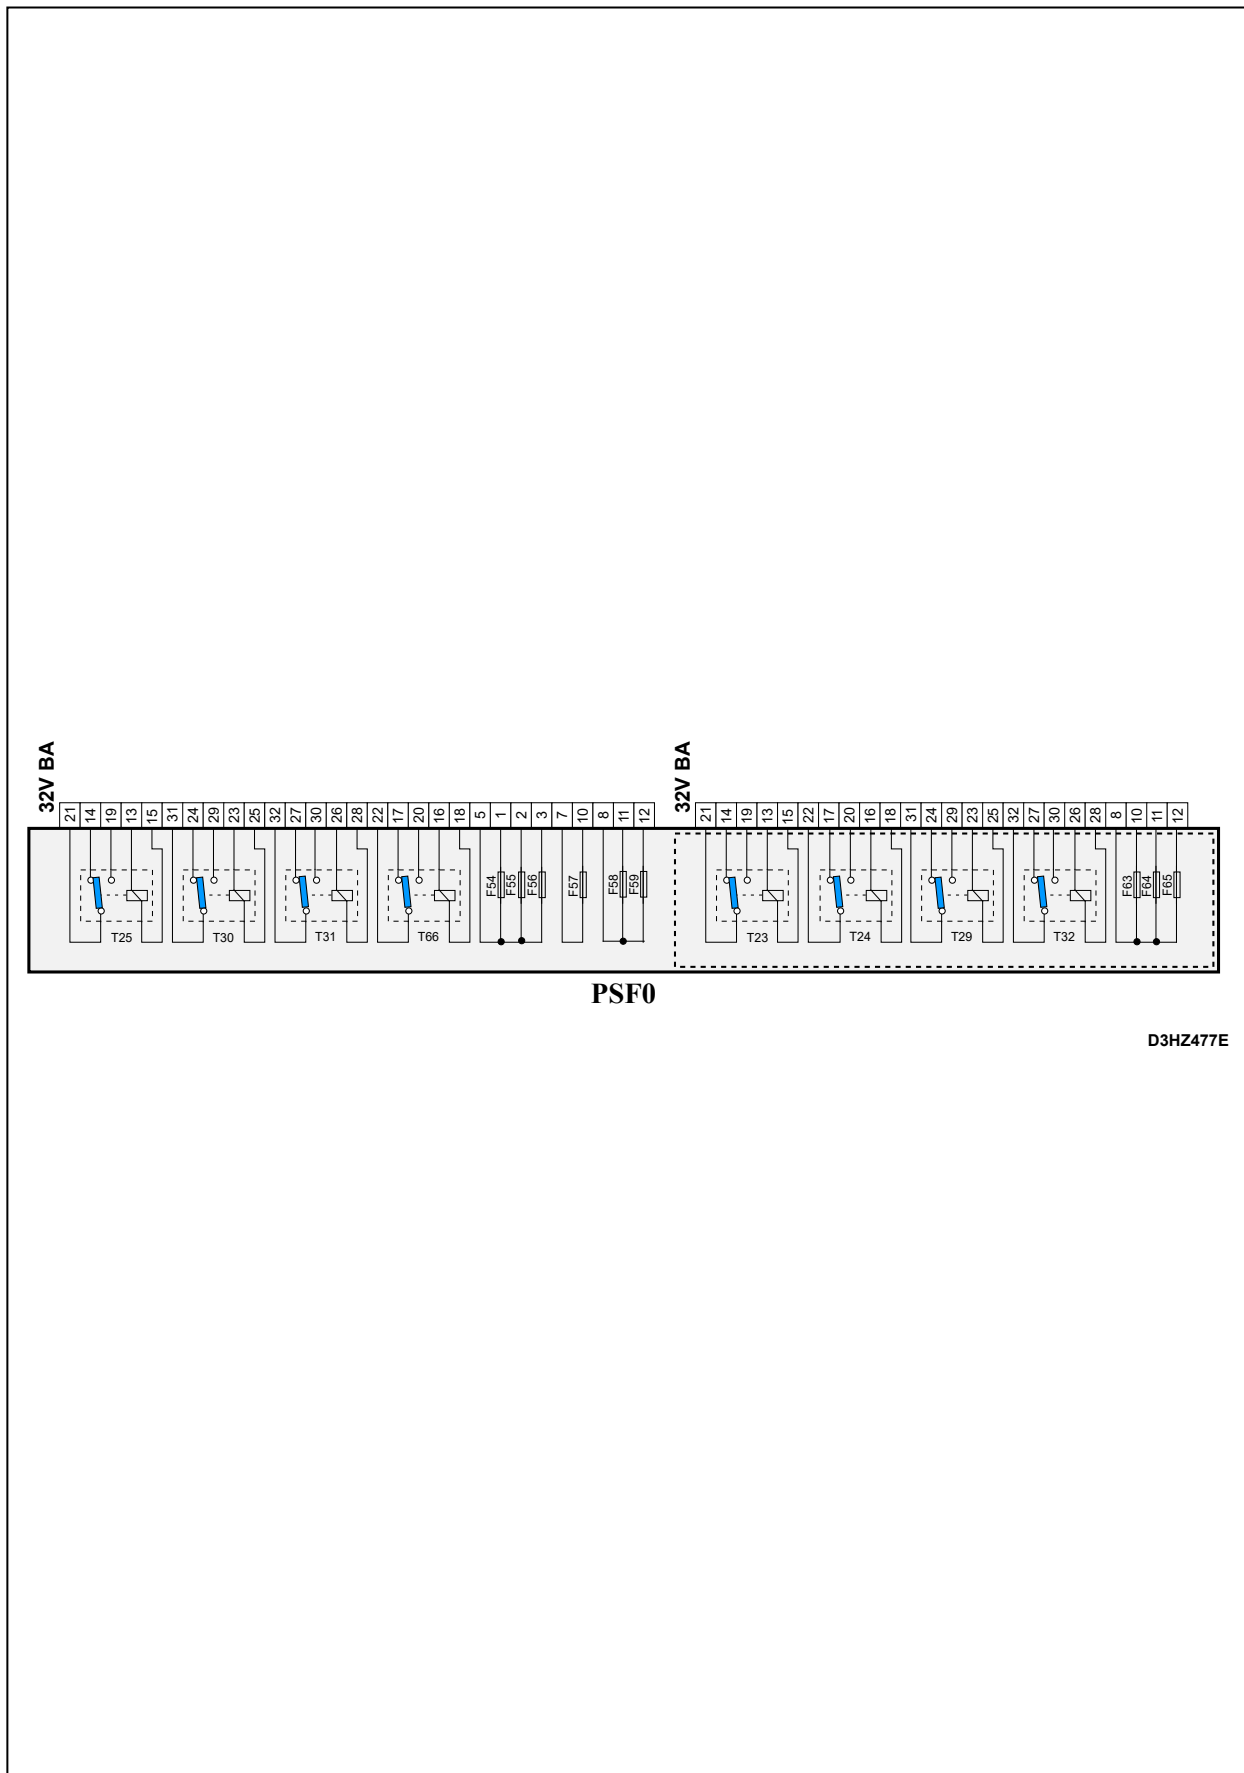 32V BA
32V BA
21 14 19 13 15 31 24 29 23 25 32 27 30 26 28 22 17 20 16 18 5 1 2 3 7 10 8 11 12
21 14 19 13 15 22 17 20 16 18 31 24 29 23 25 32 27 30 26 28 8 10 11 12
F54 F55 F56 F57 F58 F59
F63 F64 F65
T25 T30 T31 T66
T23 T24 T29 T32
PSF0
D3HZ477E